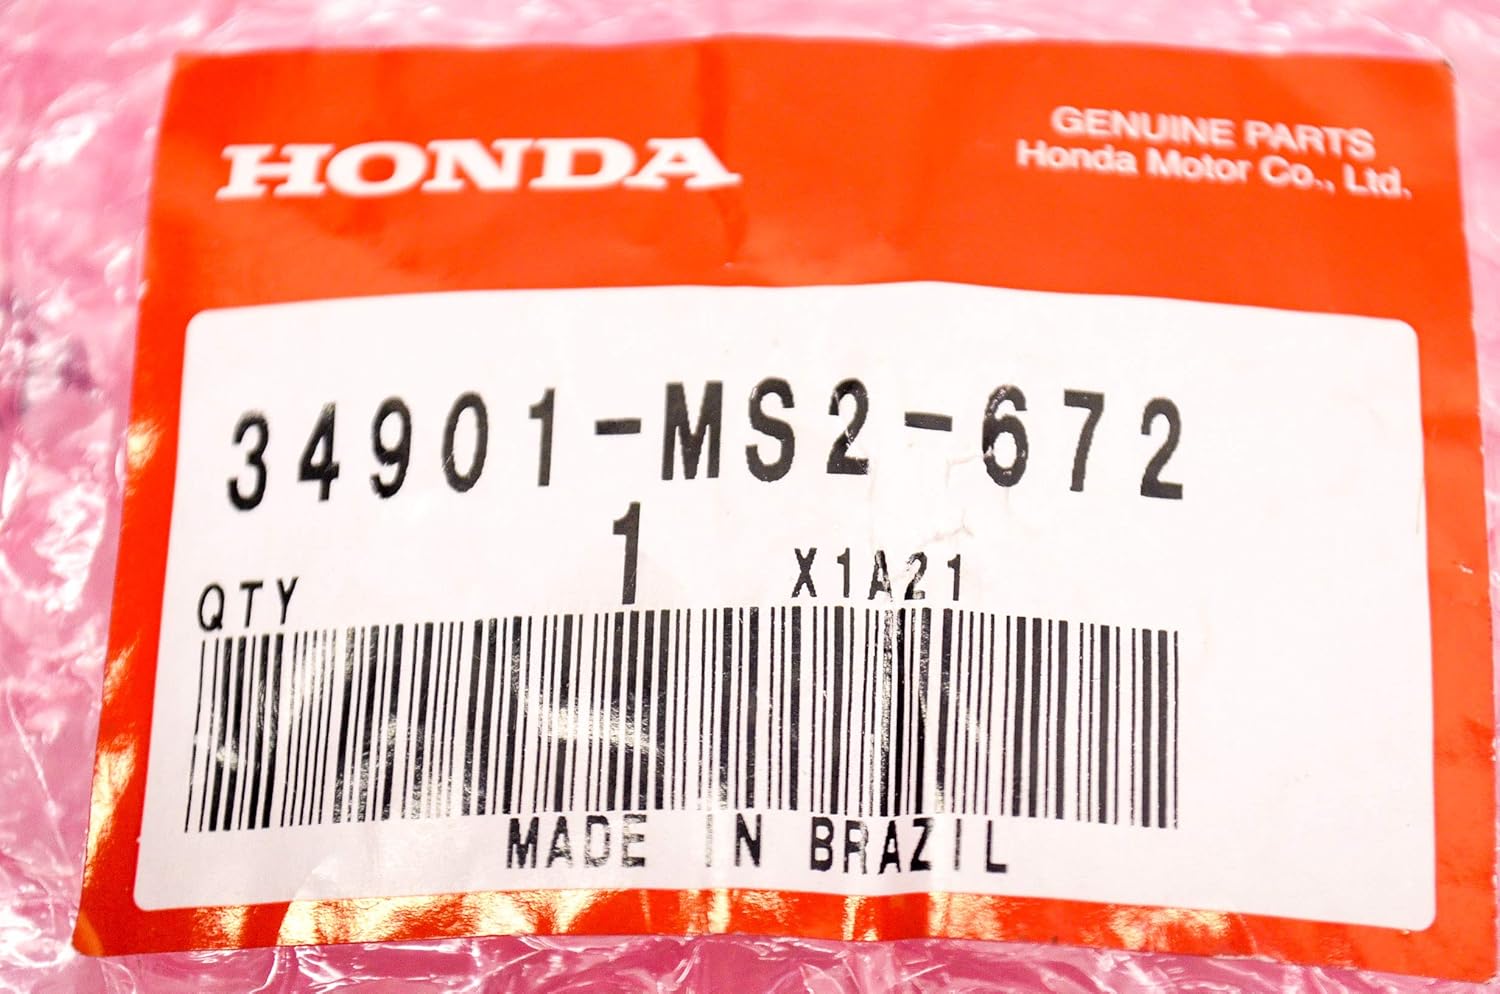 HONDA
GENUINE PARTS
Honda Motor Co., Ltd.
34901-MS2-672
1
QTY
X1A21
MADE IN BRAZIL